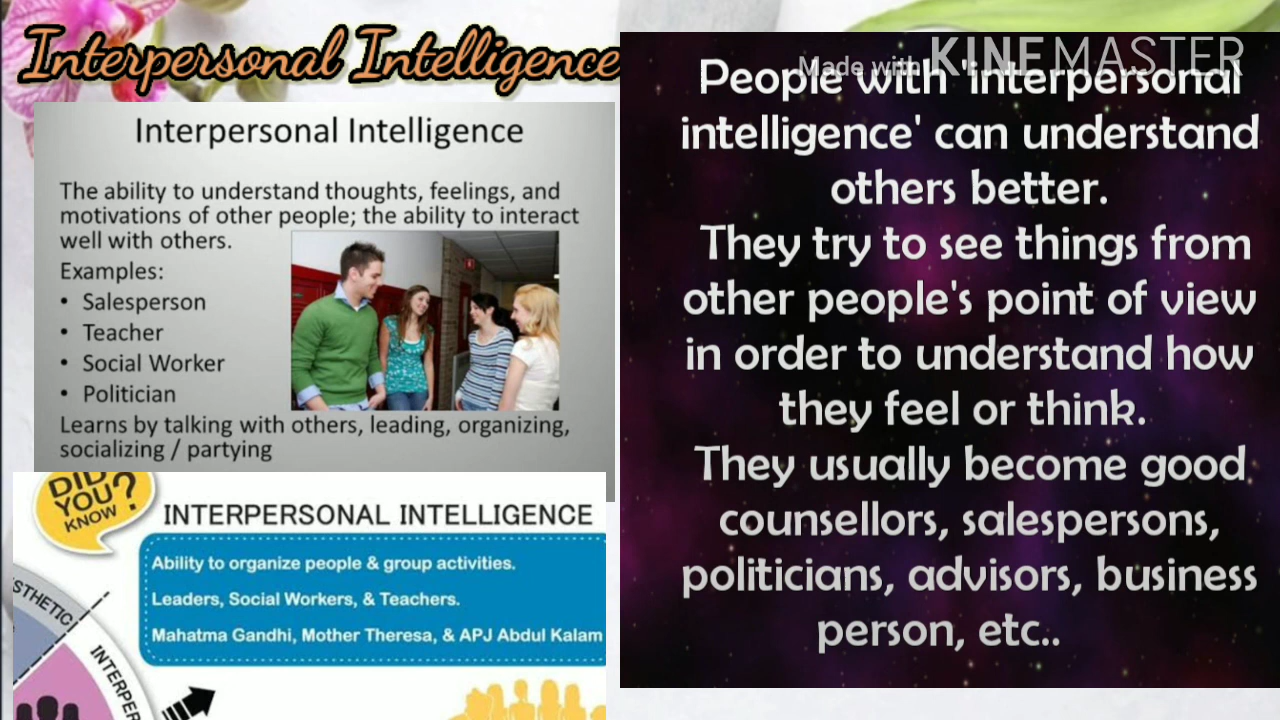 Interpersonal Intelligence
Interpersonal Intelligence
The ability to understand thoughts, feelings, and
motivations of other people; the ability to interact
well with others.
Examples:
• Salesperson
• Teacher
• Social Worker
• Politician
Learns by talking with others, leading, organizing,
socializing / partying
DID
YOU
KNOW?
INTERPERSONAL INTELLIGENCE
Ability to organize people & group activities.
Leaders, Social Workers, & Teachers.
Mahatma Gandhi, Mother Theresa, & APJ Abdul Kalam
STHETIC
INTERPER
Made with KINEMASTER
People with 'interpersonal
intelligence' can understand
others better.
They try to see things from
other people's point of view
in order to understand how
they feel or think.
They usually become good
counsellors, salespersons,
politicians, advisors, business
person, etc..